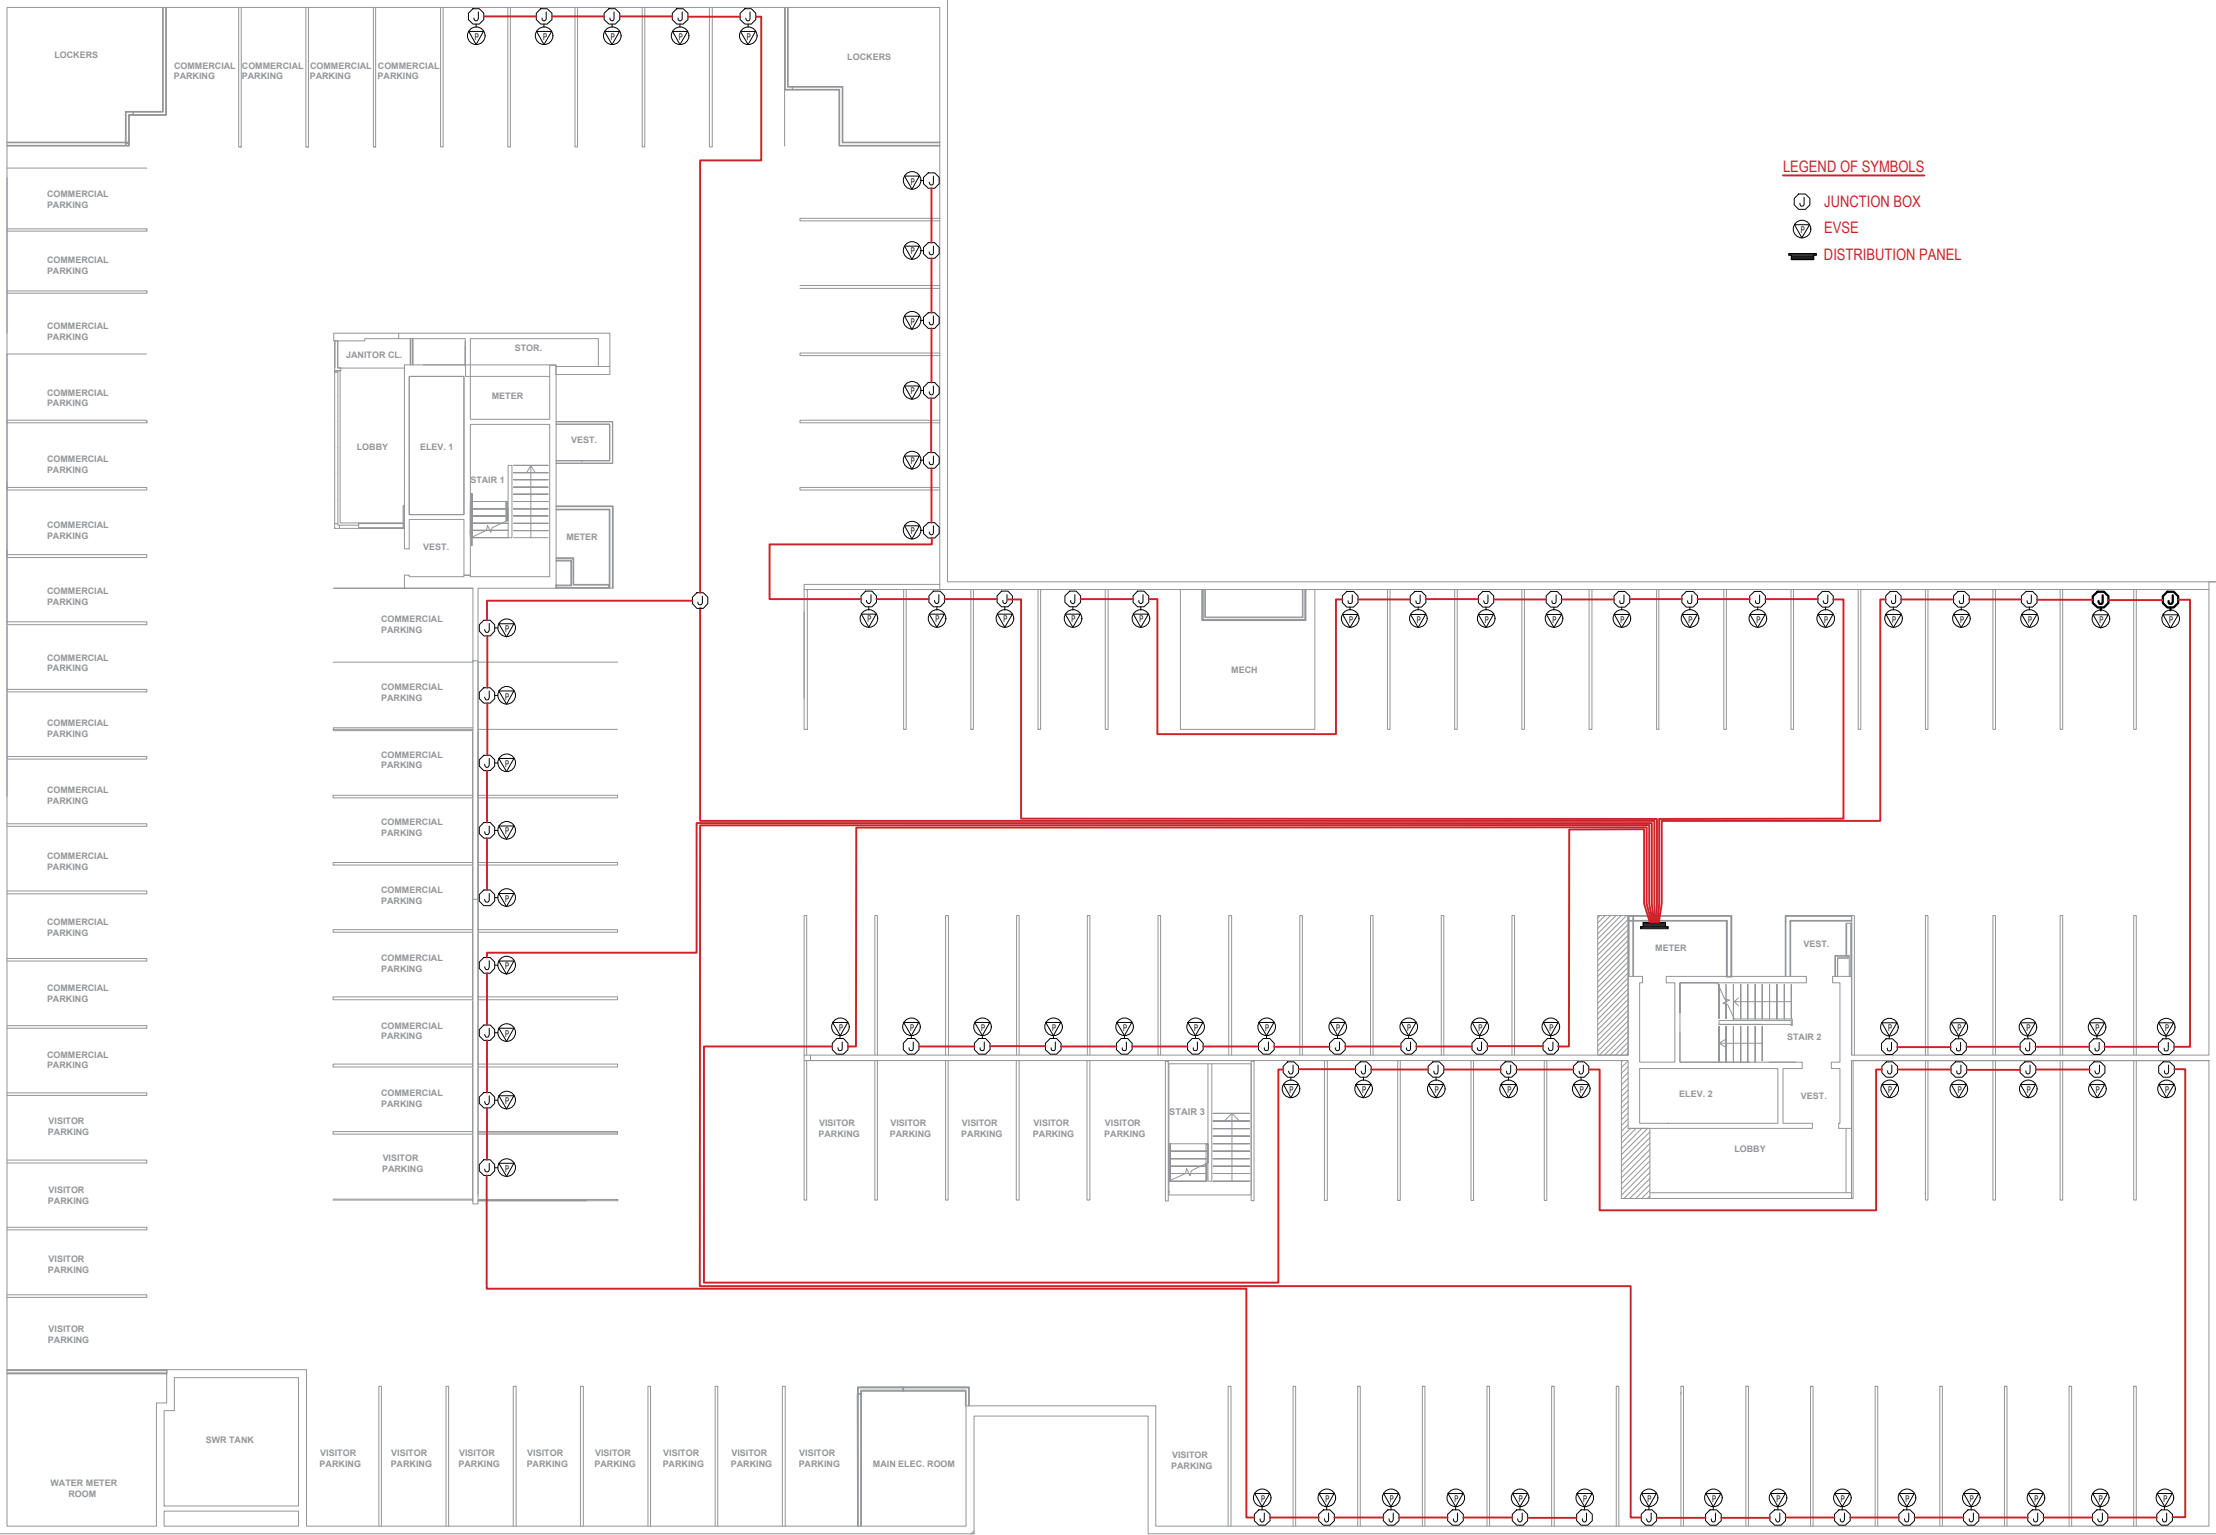 J J J J J
P P P P P
LOCKERS
COMMERCIAL
PARKING
COMMERCIAL
PARKING
COMMERCIAL
PARKING
COMMERCIAL
PARKING
LOCKERS
LEGEND OF SYMBOLS
J JUNCTION BOX
P EVSE
DISTRIBUTION PANEL
COMMERCIAL
PARKING
COMMERCIAL
PARKING
COMMERCIAL
PARKING
COMMERCIAL
PARKING
COMMERCIAL
PARKING
COMMERCIAL
PARKING
COMMERCIAL
PARKING
COMMERCIAL
PARKING
COMMERCIAL
PARKING
COMMERCIAL
PARKING
COMMERCIAL
PARKING
COMMERCIAL
PARKING
COMMERCIAL
PARKING
COMMERCIAL
PARKING
VISITOR
PARKING
VISITOR
PARKING
VISITOR
PARKING
VISITOR
PARKING
P J
P J
P J
P J
P J
P J
JANITOR CL.
STOR.
METER
LOBBY
ELEV. 1
VEST.
STAIR 1
VEST.
METER
J
COMMERCIAL
PARKING
J P
COMMERCIAL
PARKING
J P
COMMERCIAL
PARKING
J P
COMMERCIAL
PARKING
J P
COMMERCIAL
PARKING
J P
COMMERCIAL
PARKING
J P
COMMERCIAL
PARKING
J P
COMMERCIAL
PARKING
J P
VISITOR
PARKING
J P
J J J J J J J J J J J J J J J J J J
P P P P P P P P P P P P P P P P P P
MECH
METER
VEST.
P P P P P P P P P P P P P P P P
J J J J J J J J J J J J J J J J
STAIR 2
J J J J J J J J J J
P P P P P P P P P P
ELEV. 2
VEST.
VISITOR
PARKING
VISITOR
PARKING
VISITOR
PARKING
VISITOR
PARKING
VISITOR
PARKING
STAIR 3
LOBBY
SWR TANK
WATER METER
ROOM
VISITOR
PARKING
VISITOR
PARKING
VISITOR
PARKING
VISITOR
PARKING
VISITOR
PARKING
VISITOR
PARKING
VISITOR
PARKING
VISITOR
PARKING
MAIN ELEC. ROOM
VISITOR
PARKING
P P P P P P P P P P P P P P P
J J J J J J J J J J J J J J J